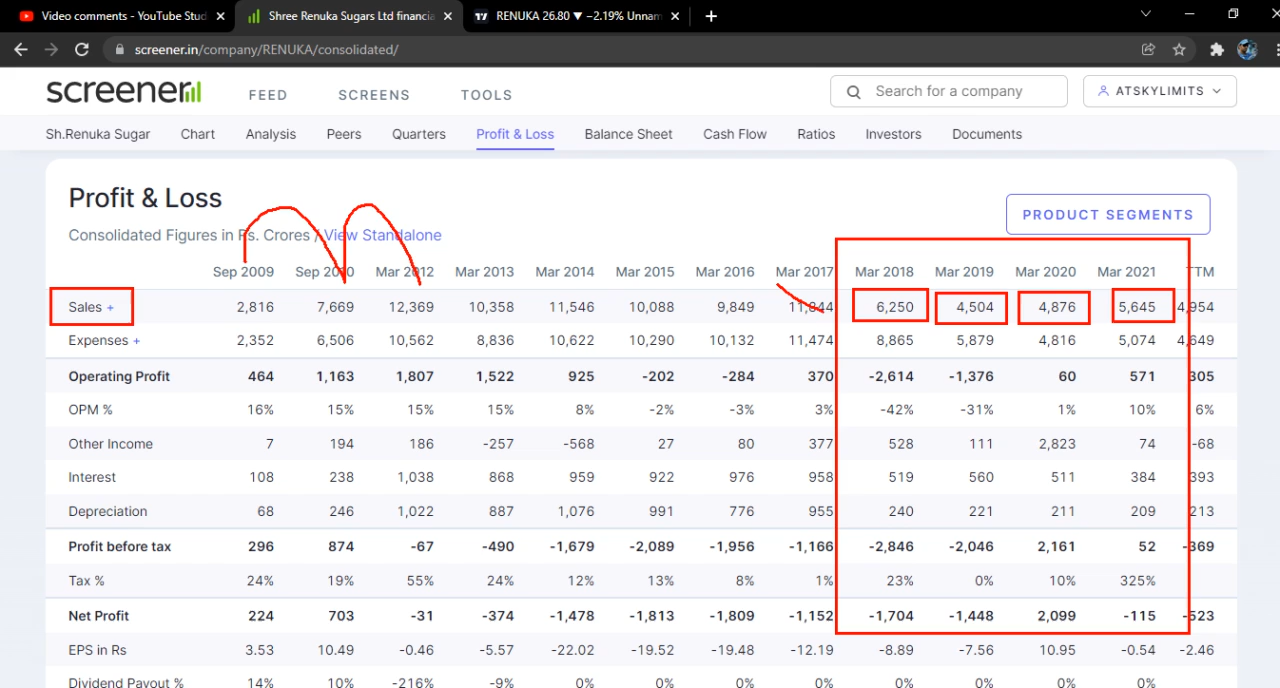 Video comments - YouTube Stud
Shree Renuka Sugars Ltd financia
RENUKA 26.80 ▼ −2.19% Unnam
screener.in/company/RENUKA/consolidated/
screener FEED SCREENS TOOLS Search for a company ATSKYLIMITS
Sh.Renuka Sugar Chart Analysis Peers Quarters Profit & Loss Balance Sheet Cash Flow Ratios Investors Documents
Profit & Loss
PRODUCT SEGMENTS
Consolidated Figures in Rs. Crores / View Standalone
Sep 2009 Sep 2010 Mar 2012 Mar 2013 Mar 2014 Mar 2015 Mar 2016 Mar 2017 Mar 2018 Mar 2019 Mar 2020 Mar 2021 TTM
Sales + 2,816 7,669 12,369 10,358 11,546 10,088 9,849 11,844 6,250 4,504 4,876 5,645 4,954
Expenses + 2,352 6,506 10,562 8,836 10,622 10,290 10,132 11,474 8,865 5,879 4,816 5,074 4,649
Operating Profit 464 1,163 1,807 1,522 925 -202 -284 370 -2,614 -1,376 60 571 305
OPM % 16% 15% 15% 15% 8% -2% -3% 3% -42% -31% 1% 10% 6%
Other Income 7 194 186 -257 -568 27 80 377 528 111 2,823 74 -68
Interest 108 238 1,038 868 959 922 976 958 519 560 511 384 393
Depreciation 68 246 1,022 887 1,076 991 776 955 240 221 211 209 213
Profit before tax 296 874 -67 -490 -1,679 -2,089 -1,956 -1,166 -2,846 -2,046 2,161 52 -369
Tax % 24% 19% 55% 24% 12% 13% 8% 1% 23% 0% 10% 325%
Net Profit 224 703 -31 -374 -1,478 -1,813 -1,809 -1,152 -1,704 -1,448 2,099 -115 -523
EPS in Rs 3.53 10.49 -0.46 -5.57 -22.02 -19.52 -19.48 -12.19 -8.89 -7.56 10.95 -0.54 -2.46
Dividend Payout % 14% 10% -216% -9% 0% 0% 0% 0% 0% 0% 0% 0%